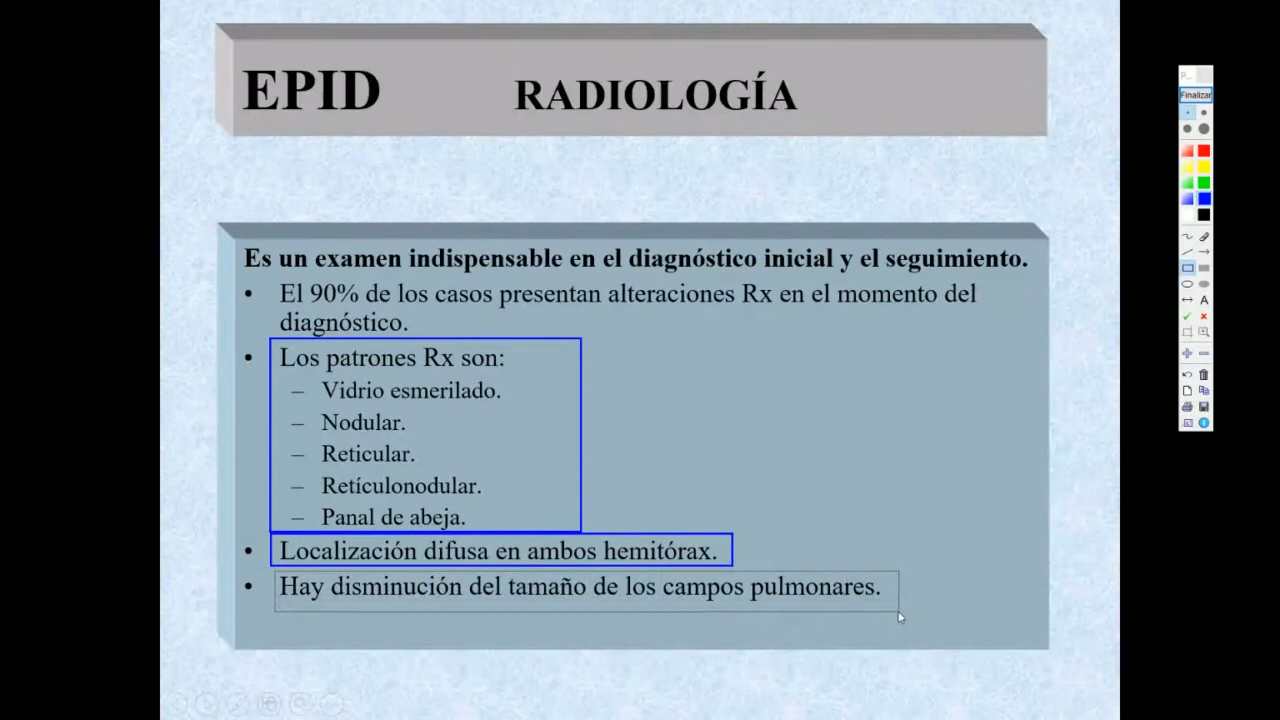 EPID RADIOLOGÍA
Es un examen indispensable en el diagnóstico inicial y el seguimiento.
• El 90% de los casos presentan alteraciones Rx en el momento del
diagnóstico.
• Los patrones Rx son:
– Vidrio esmerilado.
– Nodular.
– Reticular.
– Retículonodular.
– Panal de abeja.
• Localización difusa en ambos hemitórax.
• Hay disminución del tamaño de los campos pulmonares.
P...
Finalizar
A